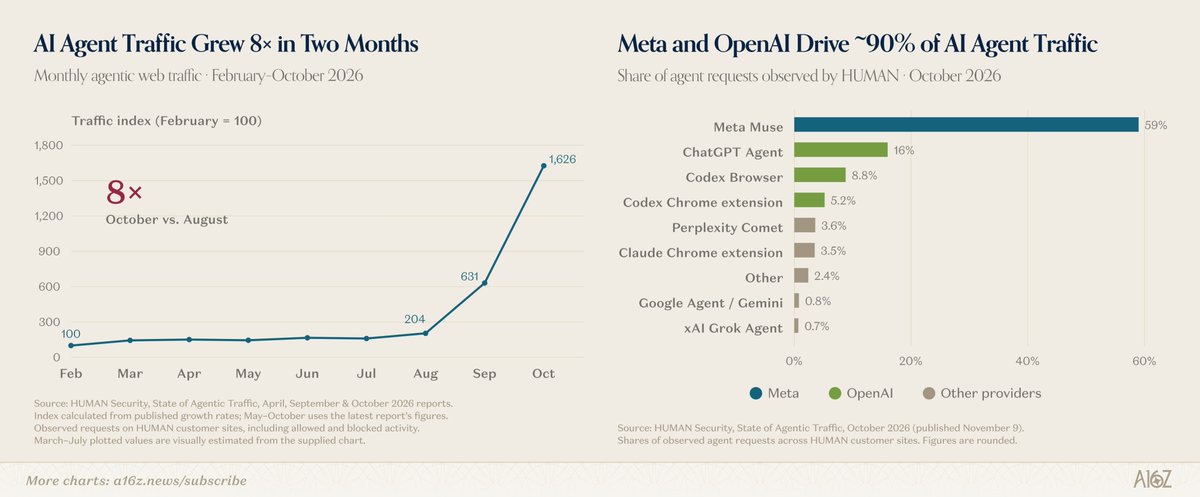 AI Agent Traffic Grew 8× in Two Months
Monthly agentic web traffic · February–October 2026
Traffic index (February = 100)
1,800
1,500
1,200
900
600
300
0
8×
October vs. August
100
204
631
1,626
Feb
Mar
Apr
May
Jun
Jul
Aug
Sep
Oct
Source: HUMAN Security, State of Agentic Traffic, April, September & October 2026 reports.
Index calculated from published growth rates; May–October uses the latest report's figures.
Observed requests on HUMAN customer sites, including allowed and blocked activity.
March–July plotted values are visually estimated from the supplied chart.
Meta and OpenAI Drive ~90% of AI Agent Traffic
Share of agent requests observed by HUMAN · October 2026
Meta Muse 59%
ChatGPT Agent 16%
Codex Browser 8.8%
Codex Chrome extension 5.2%
Perplexity Comet 3.6%
Claude Chrome extension 3.5%
Other 2.4%
Google Agent / Gemini 0.8%
xAI Grok Agent 0.7%
0% 20% 40% 60%
Meta OpenAI Other providers
Source: HUMAN Security, State of Agentic Traffic, October 2026 (published November 9).
Shares of observed agent requests across HUMAN customer sites. Figures are rounded.
More charts: a16z.news/subscribe
A16Z